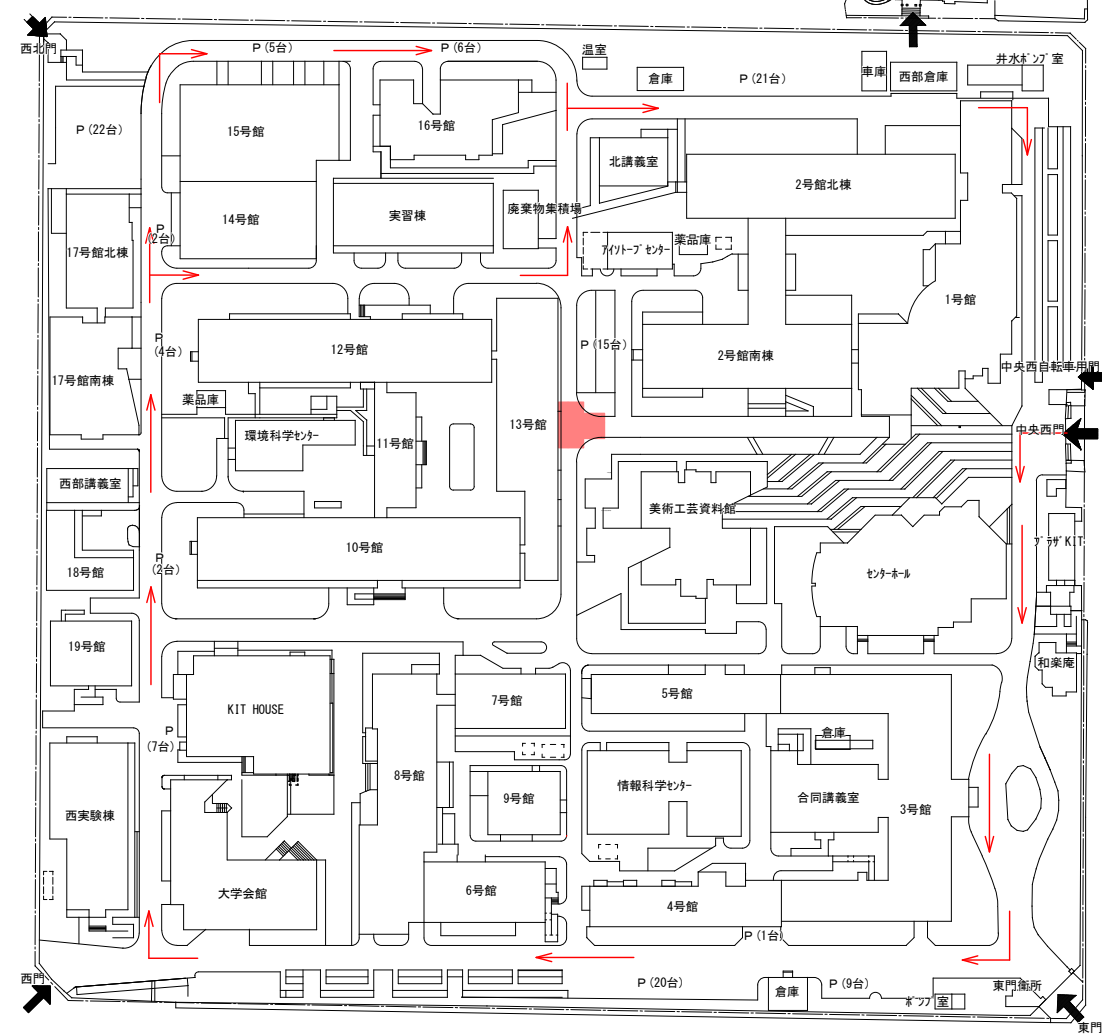 西北門
P (5台)
P (6台)
温室
倉庫
P (21台)
車庫
西部倉庫
井水ﾎﾟﾝﾌﾟ室
P (22台)
15号館
16号館
北講義室
2号館北棟
14号館
実習棟
廃棄物集積場
P
(2台)
17号館北棟
ｱｲｿﾄｰﾌﾟｾﾝﾀｰ
薬品庫
1号館
12号館
P
(4台)
P (15台)
2号館南棟
17号館南棟
中央西自転車用門
薬品庫
13号館
環境科学ｾﾝﾀｰ
11号館
中央西門
西部講義室
美術工芸資料館
10号館
ﾌﾟﾗｻﾞKIT
P
(2台)
18号館
ｾﾝﾀｰﾎｰﾙ
19号館
和楽庵
KIT HOUSE
7号館
5号館
P
(7台)
倉庫
8号館
情報科学ｾﾝﾀｰ
9号館
合同講義室
3号館
西実験棟
大学会館
6号館
4号館
P (1台)
西門
P (20台)
倉庫
P (9台)
東門衛所
ﾎﾟﾝﾌﾟ室
東門